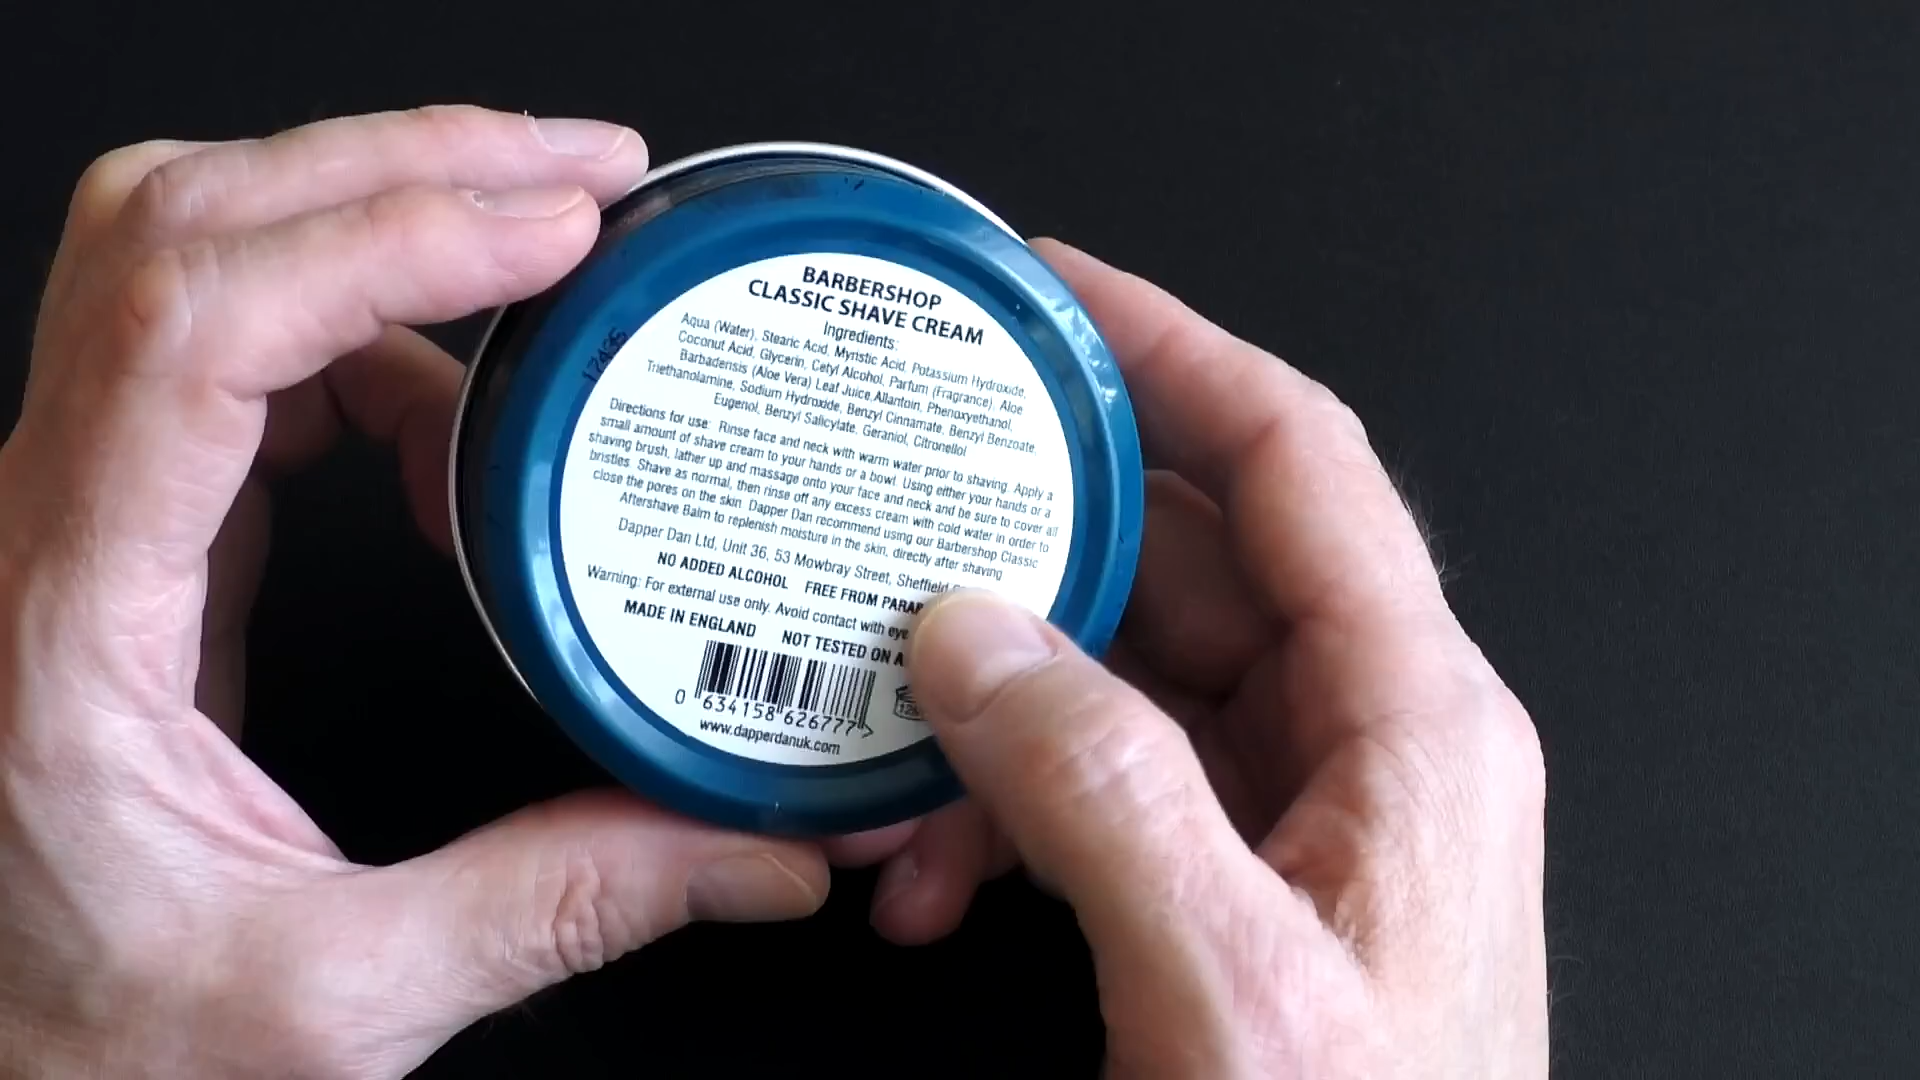 BARBERSHOP
CLASSIC SHAVE CREAM
Ingredients:
Aqua (Water), Stearic Acid, Myristic Acid, Potassium Hydroxide,
Coconut Acid, Glycerin, Cetyl Alcohol, Parfum (Fragrance), Aloe
Barbadensis (Aloe Vera) Leaf Juice, Allantoin, Phenoxyethanol,
Triethanolamine, Sodium Hydroxide, Benzyl Cinnamate, Benzyl Benzoate,
Eugenol, Benzyl Salicylate, Geraniol, Citronellol
Directions for use: Rinse face and neck with warm water prior to shaving. Apply a
small amount of shave cream to your hands or a bowl. Using either your hands or a
shaving brush, lather up and massage onto your face and neck and be sure to cover all
bristles. Shave as normal, then rinse off any excess cream with cold water in order to
close the pores on the skin. Dapper Dan recommend using our Barbershop Classic
Aftershave Balm to replenish moisture in the skin, directly after shaving
Dapper Dan Ltd, Unit 36, 53 Mowbray Street, Sheffield
NO ADDED ALCOHOL FREE FROM PARAB
Warning: For external use only. Avoid contact with eye
MADE IN ENGLAND NOT TESTED ON A
0 634158 626777 >
www.dapperdanuk.com